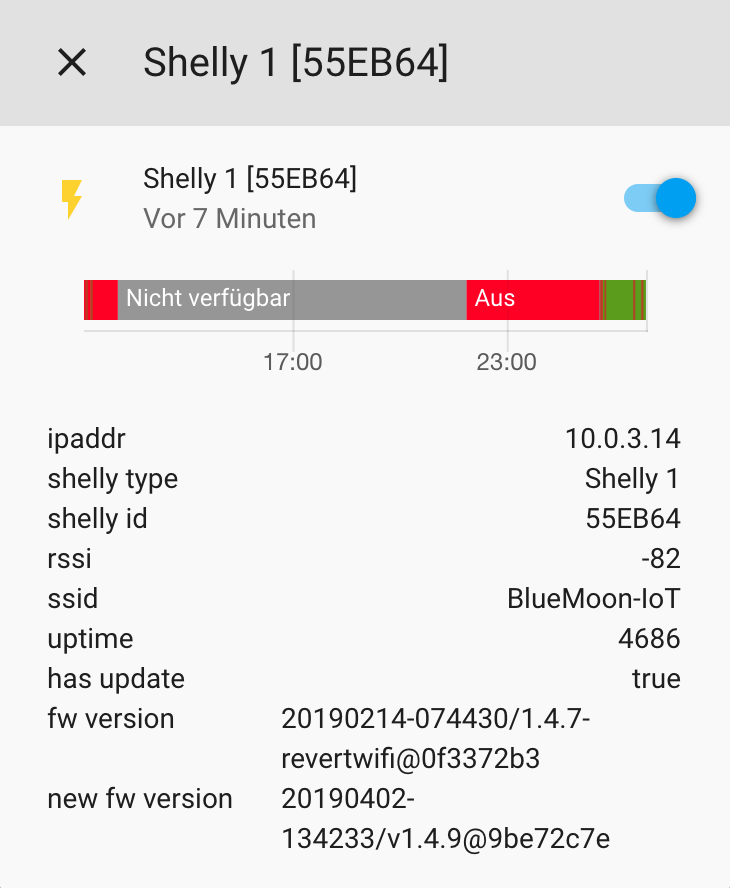 Shelly 1 [55EB64]
Shelly 1 [55EB64]
Vor 7 Minuten
Nicht verfügbar
Aus
17:00
23:00
ipaddr 10.0.3.14
shelly type Shelly 1
shelly id 55EB64
rssi -82
ssid BlueMoon-IoT
uptime 4686
has update true
fw version 20190214-074430/1.4.7-
revertwifi@0f3372b3
new fw version 20190402-
134233/v1.4.9@9be72c7e